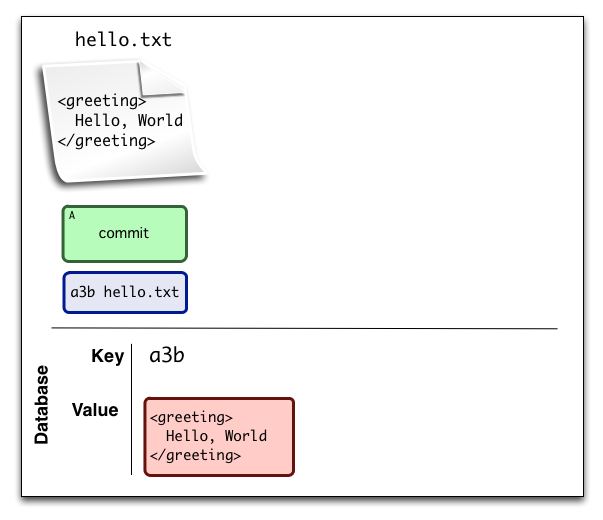 hello.txt
<greeting>
  Hello, World
</greeting>
A
commit
a3b hello.txt
Database
Key
a3b
Value
<greeting>
  Hello, World
</greeting>